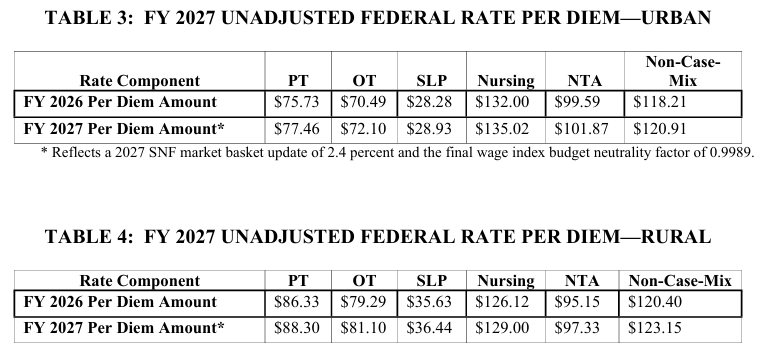 TABLE 3: FY 2027 UNADJUSTED FEDERAL RATE PER DIEM—URBAN
Rate Component PT OT SLP Nursing NTA Non-Case-
Mix
FY 2026 Per Diem Amount $75.73 $70.49 $28.28 $132.00 $99.59 $118.21
FY 2027 Per Diem Amount* $77.46 $72.10 $28.93 $135.02 $101.87 $120.91
* Reflects a 2027 SNF market basket update of 2.4 percent and the final wage index budget neutrality factor of 0.9989.
TABLE 4: FY 2027 UNADJUSTED FEDERAL RATE PER DIEM—RURAL
Rate Component PT OT SLP Nursing NTA Non-Case-Mix
FY 2026 Per Diem Amount $86.33 $79.29 $35.63 $126.12 $95.15 $120.40
FY 2027 Per Diem Amount* $88.30 $81.10 $36.44 $129.00 $97.33 $123.15